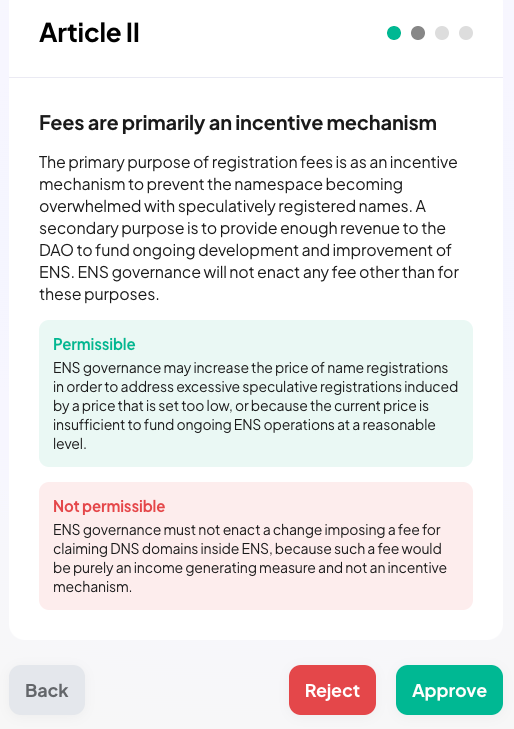 Article II
Fees are primarily an incentive mechanism
The primary purpose of registration fees is as an incentive
mechanism to prevent the namespace becoming
overwhelmed with speculatively registered names. A
secondary purpose is to provide enough revenue to the
DAO to fund ongoing development and improvement of
ENS. ENS governance will not enact any fee other than for
these purposes.
Permissible
ENS governance may increase the price of name registrations
in order to address excessive speculative registrations induced
by a price that is set too low, or because the current price is
insufficient to fund ongoing ENS operations at a reasonable
level.
Not permissible
ENS governance must not enact a change imposing a fee for
claiming DNS domains inside ENS, because such a fee would
be purely an income generating measure and not an incentive
mechanism.
Back
Reject
Approve